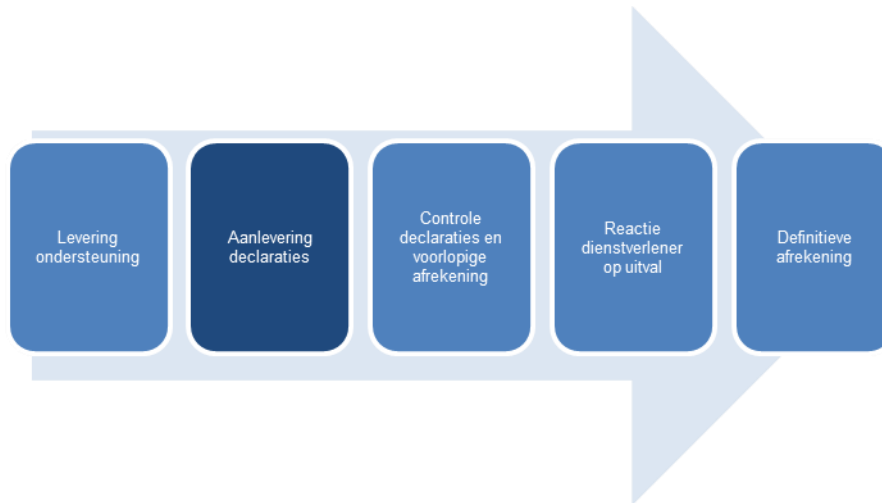 Levering
ondersteuning
Aanlevering
declaraties
Controle
declaraties en
voorlopige
afrekening
Reactie
dienstverlener
op uitval
Definitieve
afrekening